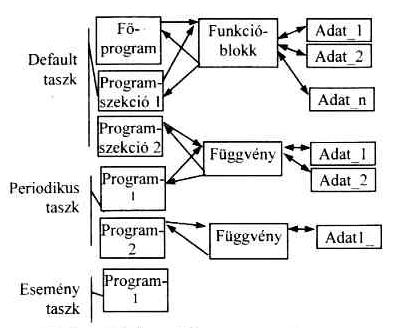 Default
taszk
Fő-
program
Program-
szekció 1
Program-
szekció 2
Funkció-
blokk
Adat_1
Adat_2
Adat_n
Periodikus
taszk
Program-
1
Program-
2
Függvény
Adat_1
Adat_2
Függvény
Adat1_
Esemény
taszk
Program-
1